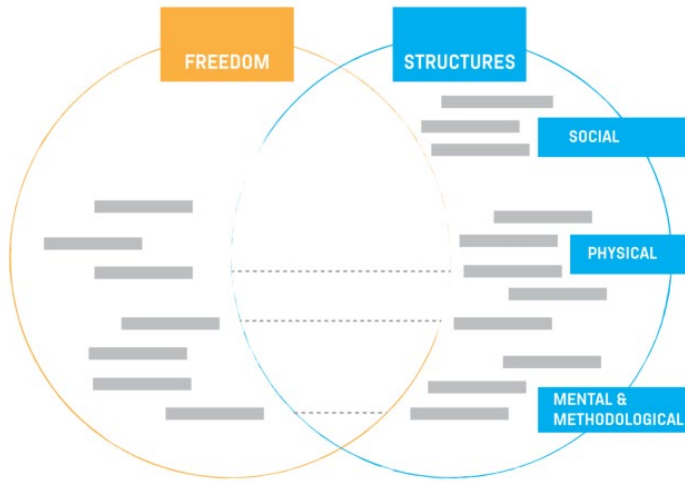 FREEDOM
STRUCTURES
SOCIAL
PHYSICAL
MENTAL &
METHODOLOGICAL